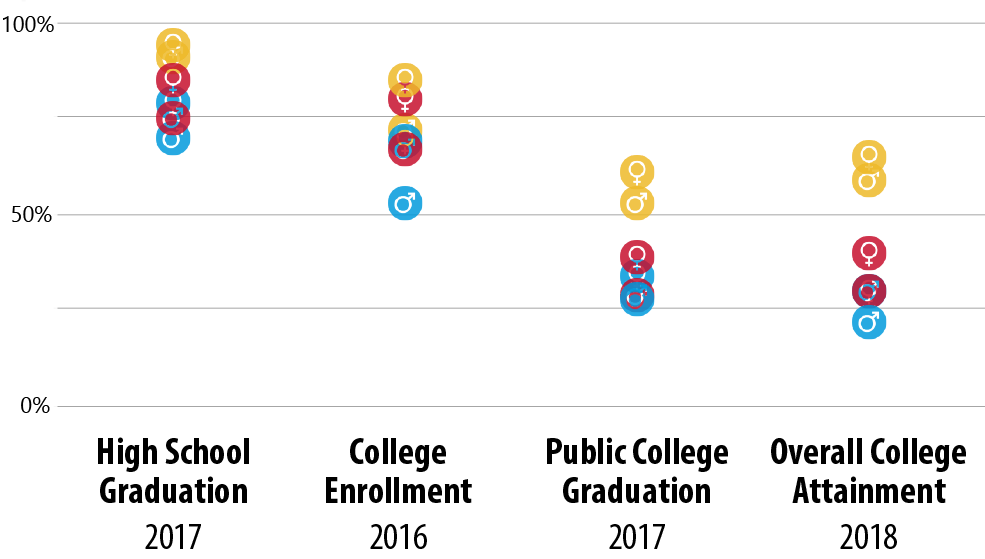 100%
50%
0%
High School
Graduation
2017
College
Enrollment
2016
Public College
Graduation
2017
Overall College
Attainment
2018